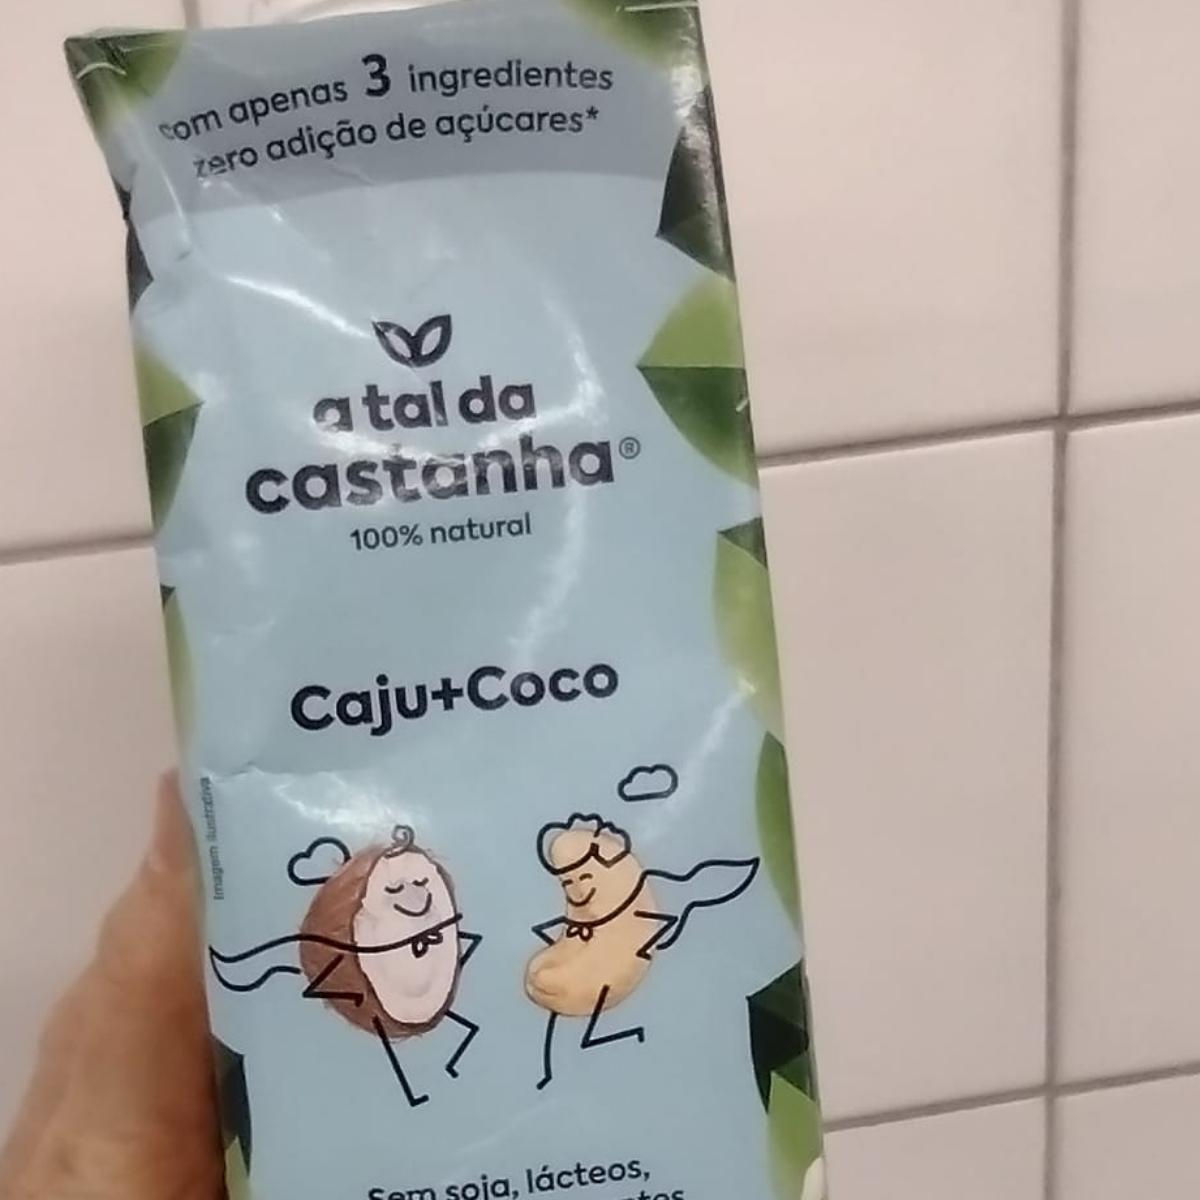 com apenas 3 ingredientes
zero adição de açúcares*
a tal da
castanha®
100% natural
Caju+Coco
Imagem ilustrativa
Sem soja, lácteos,